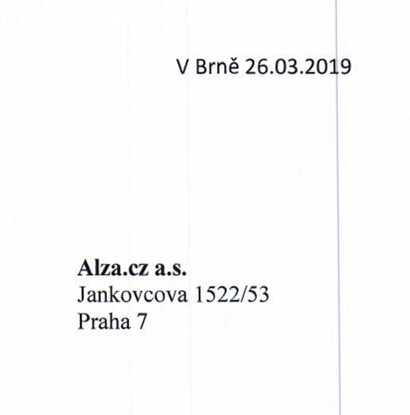 V Brně 26.03.2019
Alza.cz a.s.
Jankovcova 1522/53
Praha 7